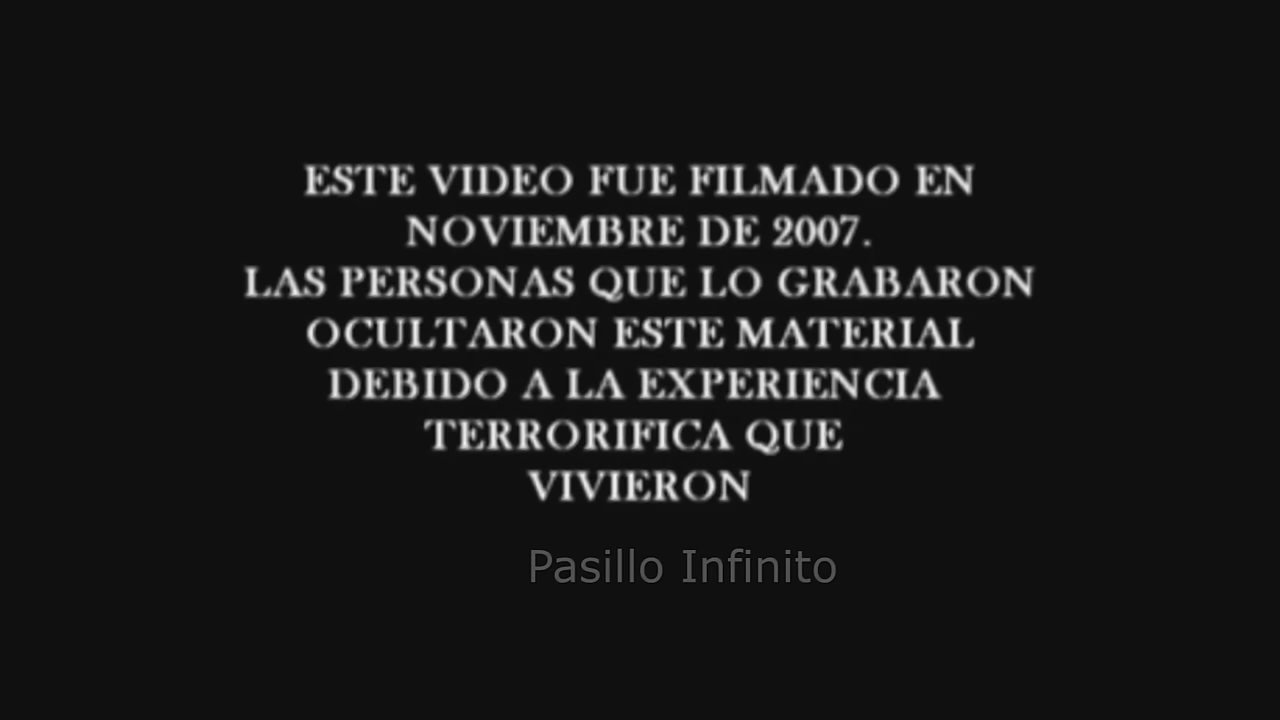 ESTE VIDEO FUE FILMADO EN
NOVIEMBRE DE 2007.
LAS PERSONAS QUE LO GRABARON
OCULTARON ESTE MATERIAL
DEBIDO A LA EXPERIENCIA
TERRORIFICA QUE
VIVIERON
Pasillo Infinito